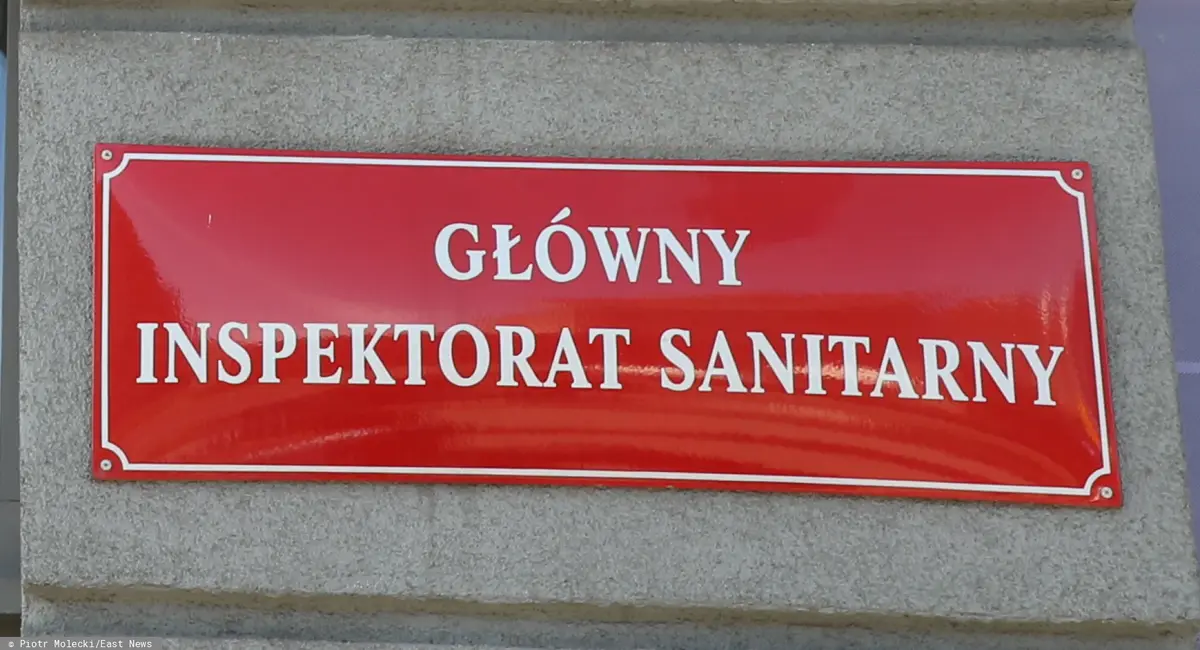 GŁÓWNY
INSPEKTORAT SANITARNY
© Piotr Molecki/East News